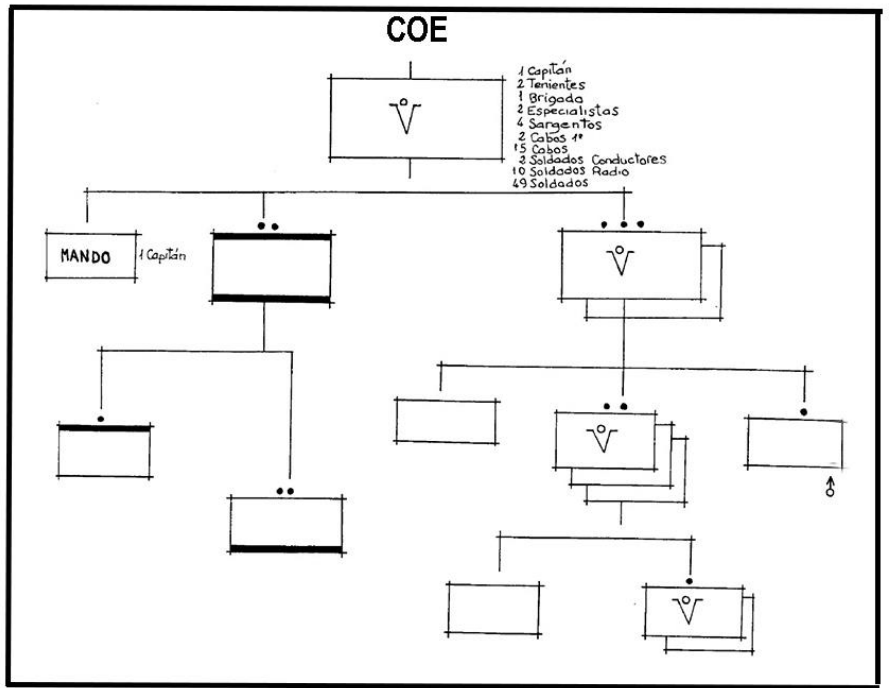 COE
1 Capitán
2 Tenientes
1 Brigada
2 Especialistas
4 Sargentos
2 Cabos 1º
15 Cabos
2 Soldados Conductores
10 Soldados Radio
49 Soldados
MANDO 1 Capitán